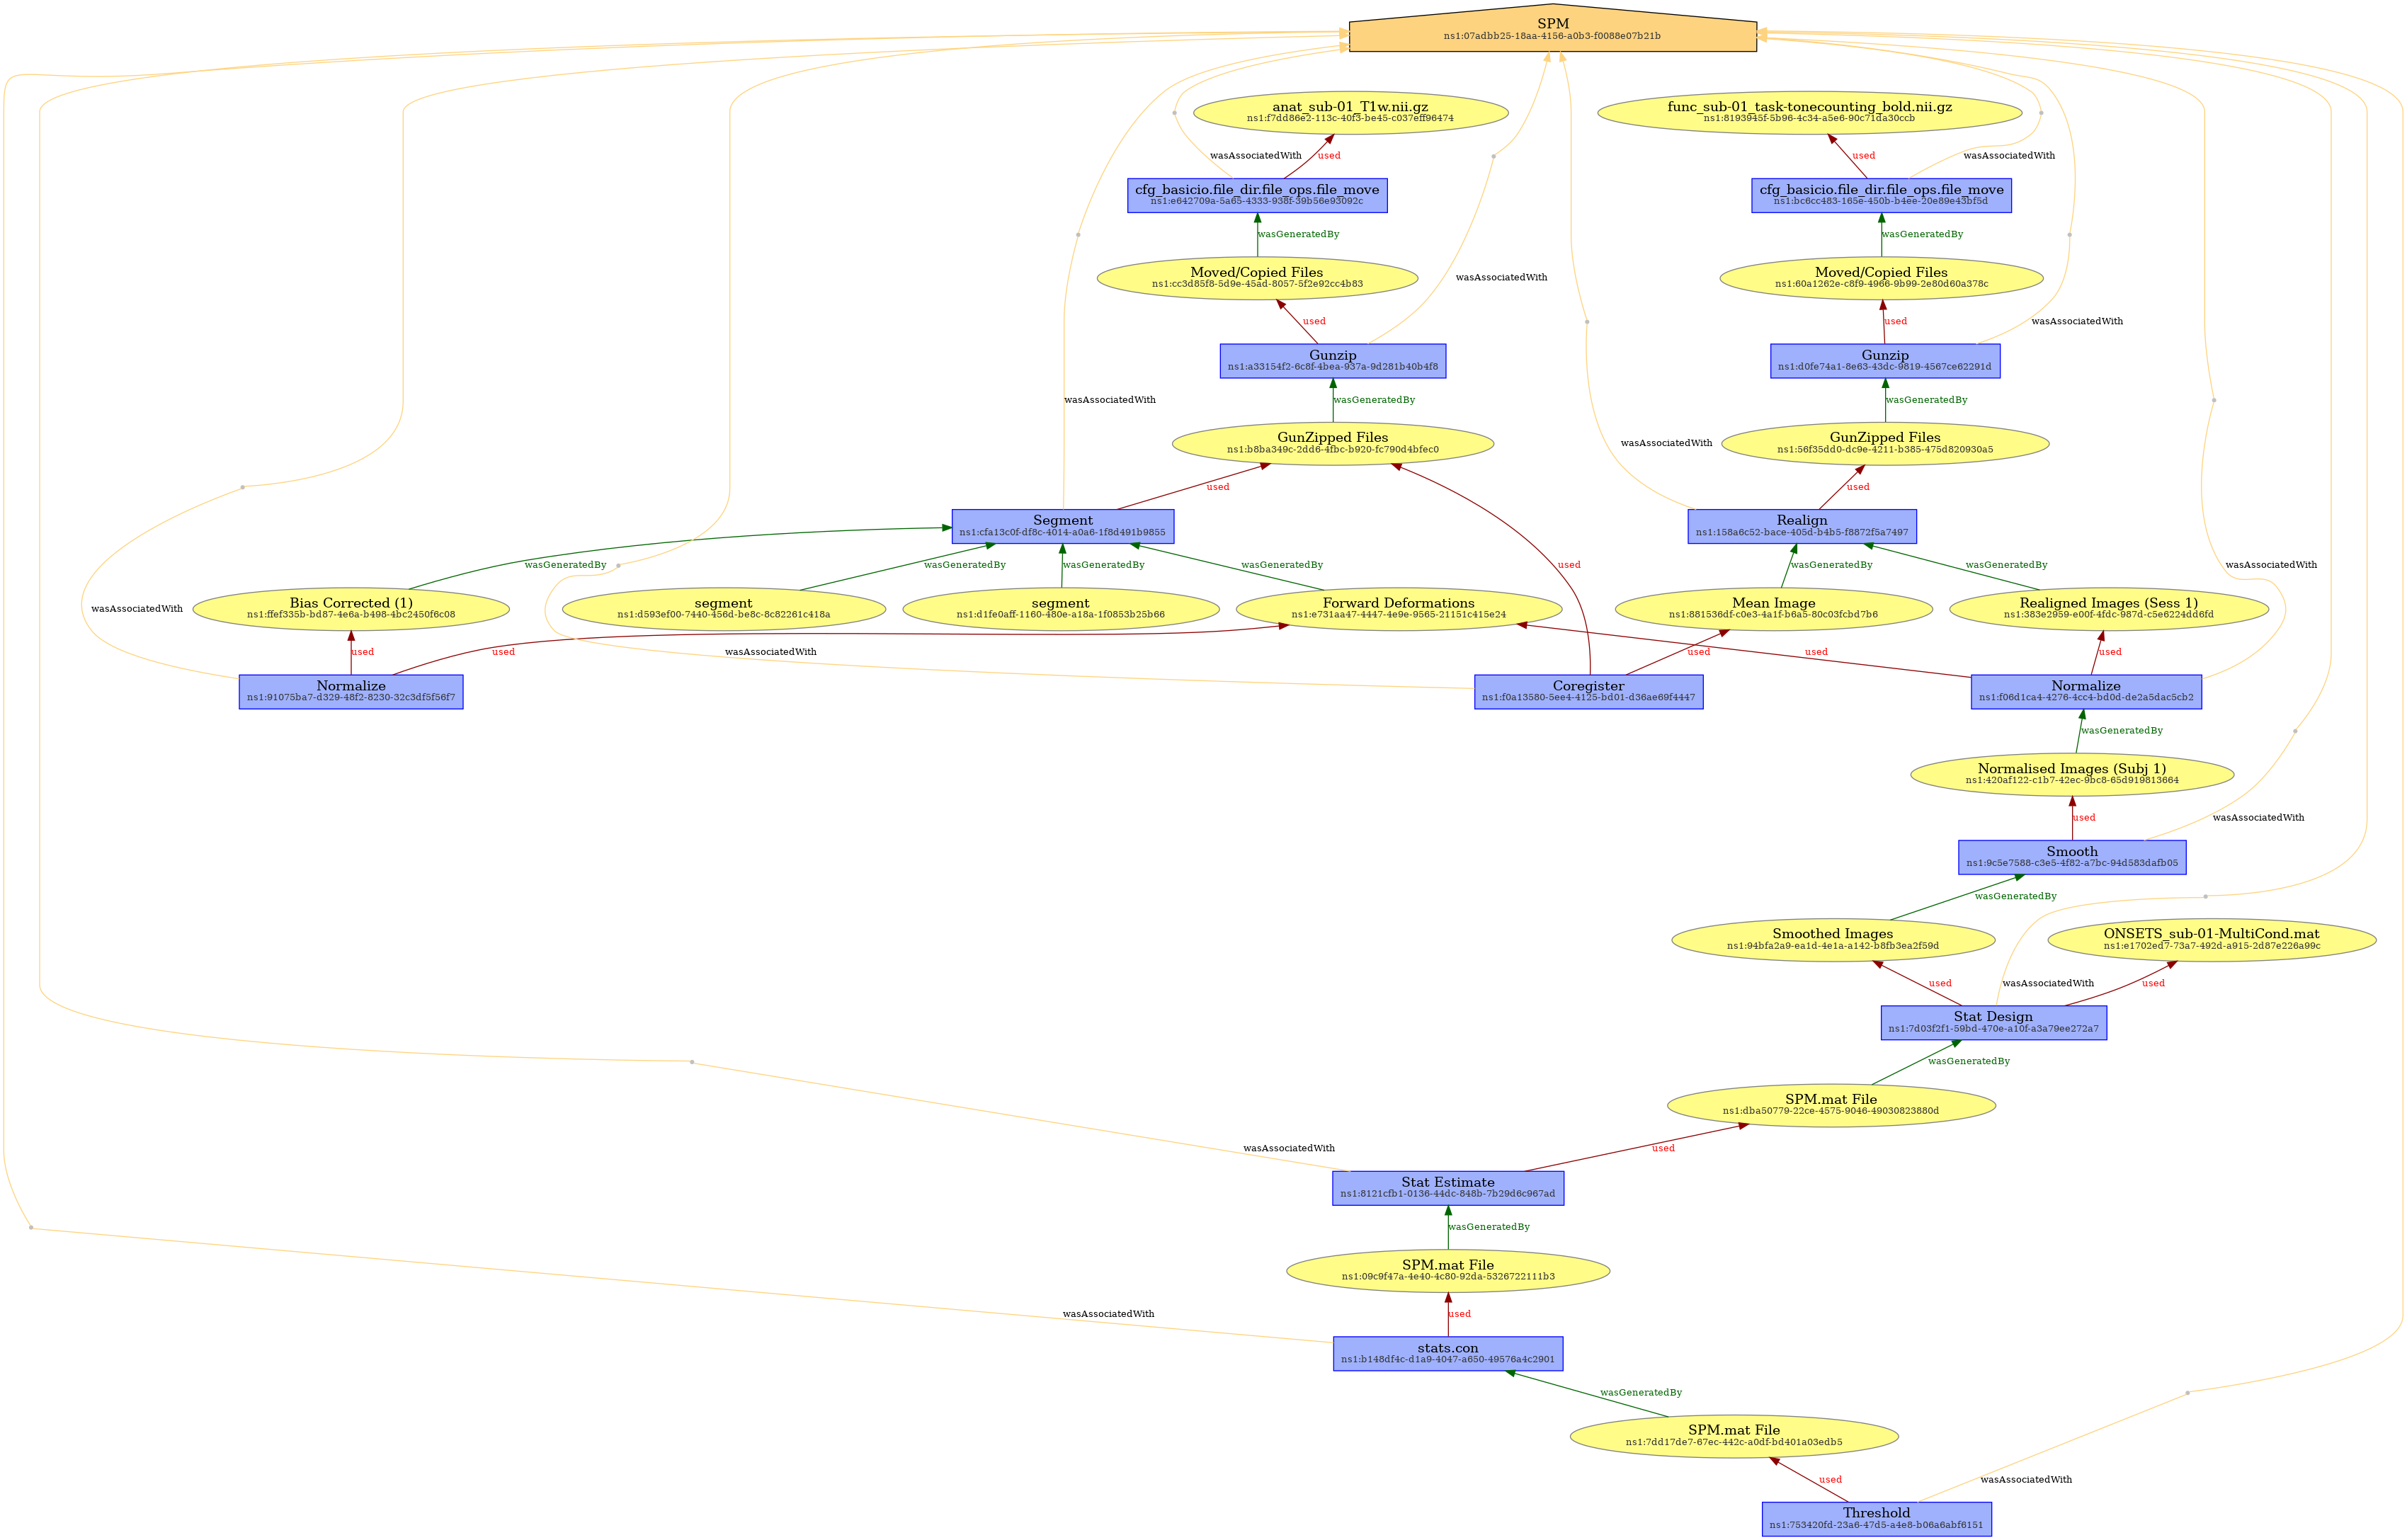 SPM
ns1:07adbb25-18aa-4156-a0b3-f0088e07b21b
anat_sub-01_T1w.nii.gz
ns1:f7dd86e2-113c-40f3-be45-c037eff96474
func_sub-01_task-tonecounting_bold.nii.gz
ns1:8193945f-5b96-4c34-a5e6-90c71da30ccb
wasAssociatedWith
used
used
wasAssociatedWith
cfg_basicio.file_dir.file_ops.file_move
ns1:e642709a-5a65-4333-938f-39b56e93092c
cfg_basicio.file_dir.file_ops.file_move
ns1:bc6cc483-165e-450b-b4ee-20e89e43bf5d
wasGeneratedBy
wasGeneratedBy
Moved/Copied Files
ns1:cc3d85f8-5d9e-45ad-8057-5f2e92cc4b83
wasAssociatedWith
Moved/Copied Files
ns1:60a1262e-c8f9-4966-9b99-2e80d60a378c
used
used
wasAssociatedWith
Gunzip
ns1:a33154f2-6c8f-4bea-937a-9d281b40b4f8
Gunzip
ns1:d0fe74a1-8e63-43dc-9819-4567ce62291d
wasAssociatedWith
wasGeneratedBy
wasGeneratedBy
GunZipped Files
ns1:b8ba349c-2dd6-4fbc-b920-fc790d4bfec0
wasAssociatedWith
GunZipped Files
ns1:56f35dd0-dc9e-4211-b385-475d820930a5
used
used
Segment
ns1:cfa13c0f-df8c-4014-a0a6-1f8d491b9855
Realign
ns1:158a6c52-bace-405d-b4b5-f8872f5a7497
wasGeneratedBy
wasGeneratedBy
wasGeneratedBy
wasGeneratedBy
used
wasGeneratedBy
wasGeneratedBy
wasAssociatedWith
wasAssociatedWith
Bias Corrected (1)
ns1:ffef335b-bd87-4e6a-b498-4bc2450f6c08
segment
ns1:d593ef00-7440-456d-be8c-8c82261c418a
segment
ns1:d1fe0aff-1160-480e-a18a-1f0853b25b66
Forward Deformations
ns1:e731aa47-4447-4e9e-9565-21151c415e24
Mean Image
ns1:881536df-c0e3-4a1f-b6a5-80c03fcbd7b6
Realigned Images (Sess 1)
ns1:383e2959-e00f-4fdc-987d-c5e6224dd6fd
used
used
wasAssociatedWith
used
used
used
Normalize
ns1:91075ba7-d329-48f2-8230-32c3df5f56f7
Coregister
ns1:f0a13580-5ee4-4125-bd01-d36ae69f4447
Normalize
ns1:f06d1ca4-4276-4cc4-bd0d-de2a5dac5cb2
wasGeneratedBy
Normalised Images (Subj 1)
ns1:420af122-c1b7-42ec-9bc8-65d919813664
used
wasAssociatedWith
Smooth
ns1:9c5e7588-c3e5-4f82-a7bc-94d583dafb05
wasGeneratedBy
Smoothed Images
ns1:94bfa2a9-ea1d-4e1a-a142-b8fb3ea2f59d
ONSETS_sub-01-MultiCond.mat
ns1:e1702ed7-73a7-492d-a915-2d87e226a99c
used
wasAssociatedWith
used
Stat Design
ns1:7d03f2f1-59bd-470e-a10f-a3a79ee272a7
wasGeneratedBy
SPM.mat File
ns1:dba50779-22ce-4575-9046-49030823880d
wasAssociatedWith
used
Stat Estimate
ns1:8121cfb1-0136-44dc-848b-7b29d6c967ad
wasGeneratedBy
SPM.mat File
ns1:09c9f47a-4e40-4c80-92da-5326722111b3
wasAssociatedWith
used
stats.con
ns1:b148df4c-d1a9-4047-a650-49576a4c2901
wasGeneratedBy
SPM.mat File
ns1:7dd17de7-67ec-442c-a0df-bd401a03edb5
used
wasAssociatedWith
Threshold
ns1:753420fd-23a6-47d5-a4e8-b06a6abf6151